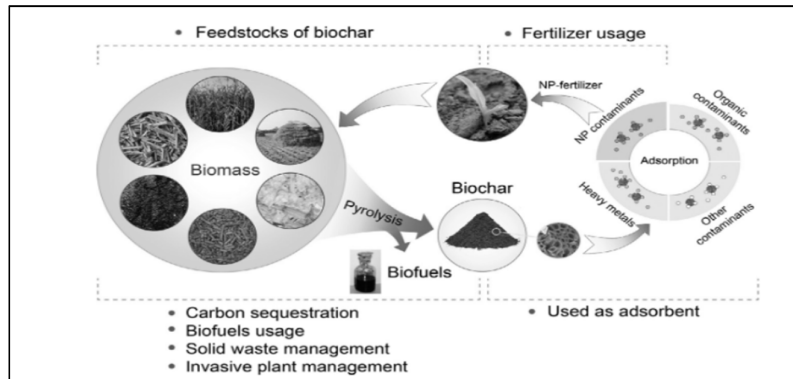 • Feedstocks of biochar
• Fertilizer usage
NP-fertilizer
NP contaminants
Organic contaminants
Adsorption
Heavy metals
Other contaminants
Biomass
Pyrolysis
Biochar
Biofuels
• Carbon sequestration
• Biofuels usage
• Solid waste management
• Invasive plant management
• Used as adsorbent